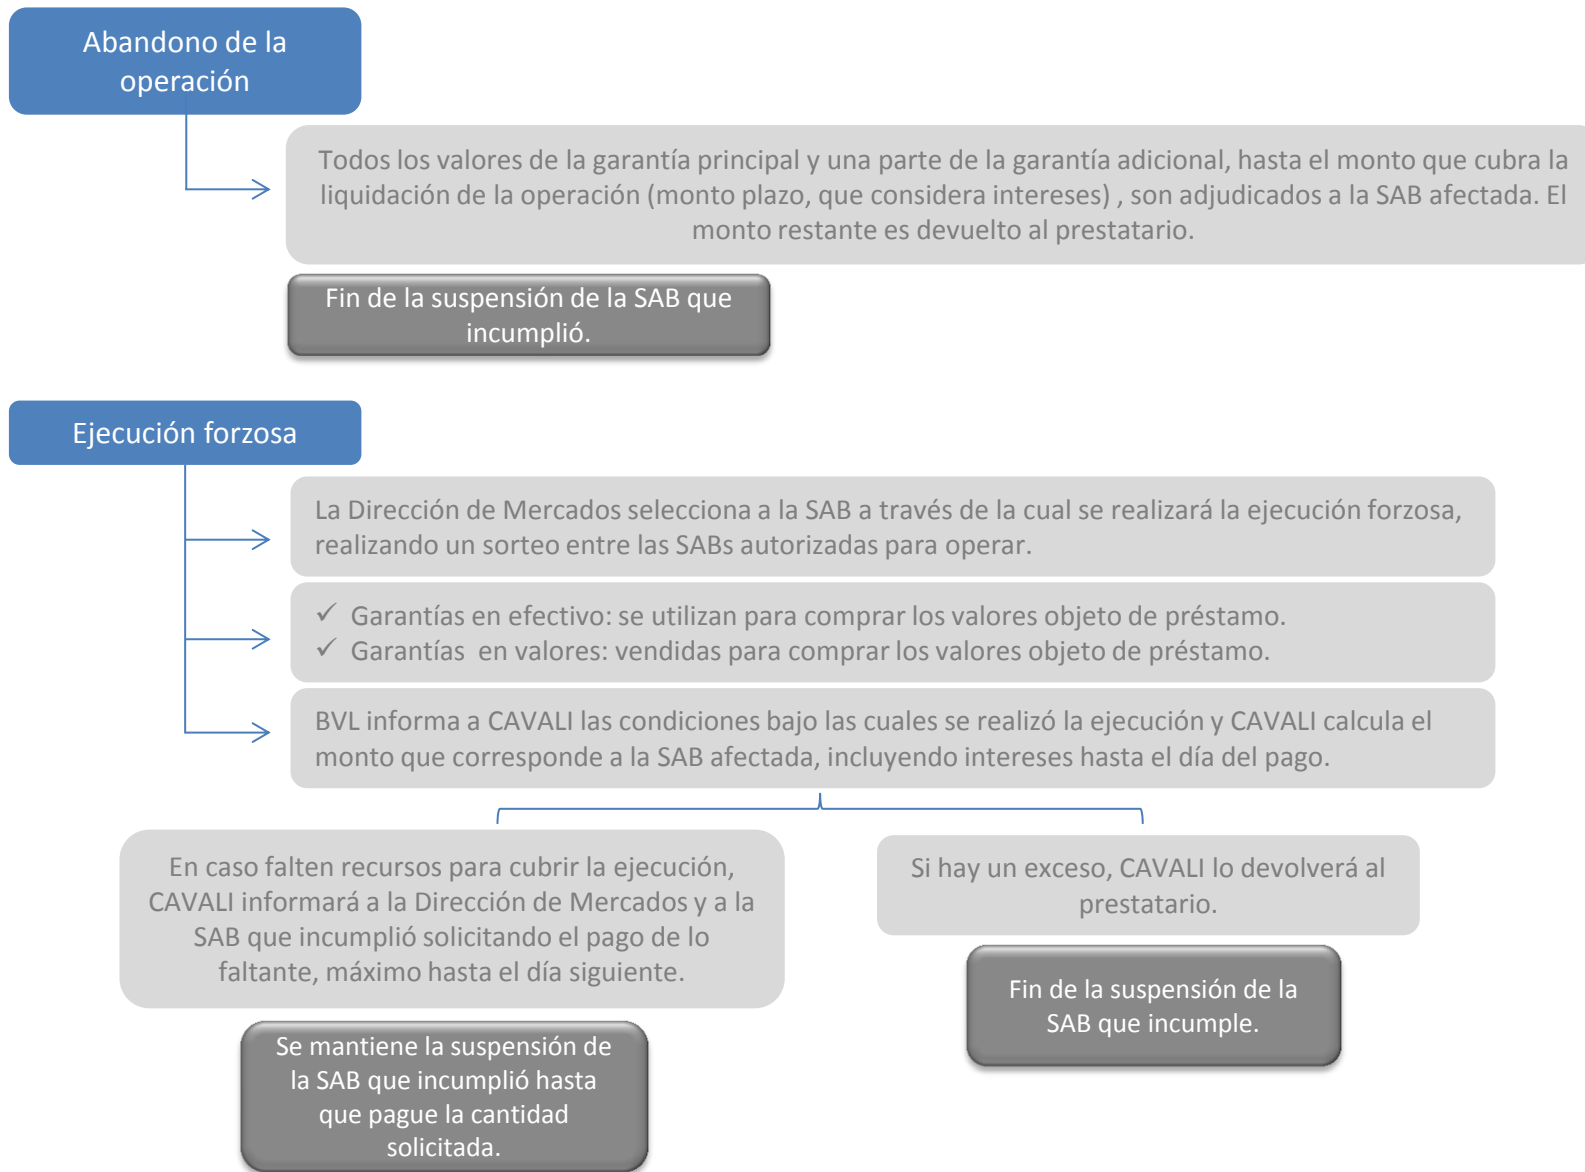 Abandono de la
operación
Todos los valores de la garantía principal y una parte de la garantía adicional, hasta el monto que cubra la
liquidación de la operación (monto plazo, que considera intereses) , son adjudicados a la SAB afectada. El
monto restante es devuelto al prestatario.
Fin de la suspensión de la SAB que
incumplió.
Ejecución forzosa
La Dirección de Mercados selecciona a la SAB a través de la cual se realizará la ejecución forzosa,
realizando un sorteo entre las SABs autorizadas para operar.
✓ Garantías en efectivo: se utilizan para comprar los valores objeto de préstamo.
✓ Garantías en valores: vendidas para comprar los valores objeto de préstamo.
BVL informa a CAVALI las condiciones bajo las cuales se realizó la ejecución y CAVALI calcula el
monto que corresponde a la SAB afectada, incluyendo intereses hasta el día del pago.
En caso falten recursos para cubrir la ejecución,
CAVALI informará a la Dirección de Mercados y a la
SAB que incumplió solicitando el pago de lo
faltante, máximo hasta el día siguiente.
Se mantiene la suspensión de
la SAB que incumplió hasta
que pague la cantidad
solicitada.
Si hay un exceso, CAVALI lo devolverá al
prestatario.
Fin de la suspensión de la
SAB que incumple.